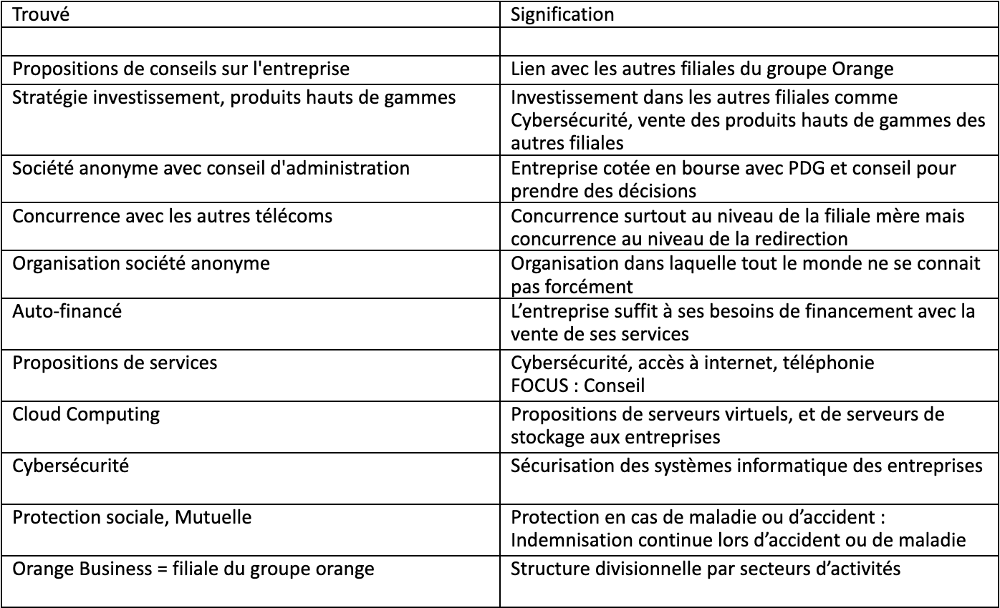 Trouvé
Signification
Propositions de conseils sur l'entreprise
Lien avec les autres filiales du groupe Orange
Stratégie investissement, produits hauts de gammes
Investissement dans les autres filiales comme
Cybersécurité, vente des produits hauts de gammes des
autres filiales
Société anonyme avec conseil d'administration
Entreprise cotée en bourse avec PDG et conseil pour
prendre des décisions
Concurrence avec les autres télécoms
Concurrence surtout au niveau de la filiale mère mais
concurrence au niveau de la redirection
Organisation société anonyme
Organisation dans laquelle tout le monde ne se connait
pas forcément
Auto-financé
L’entreprise suffit à ses besoins de financement avec la
vente de ses services
Propositions de services
Cybersécurité, accès à internet, téléphonie
FOCUS : Conseil
Cloud Computing
Propositions de serveurs virtuels, et de serveurs de
stockage aux entreprises
Cybersécurité
Sécurisation des systèmes informatique des entreprises
Protection sociale, Mutuelle
Protection en cas de maladie ou d’accident :
Indemnisation continue lors d’accident ou de maladie
Orange Business = filiale du groupe orange
Structure divisionnelle par secteurs d’activités